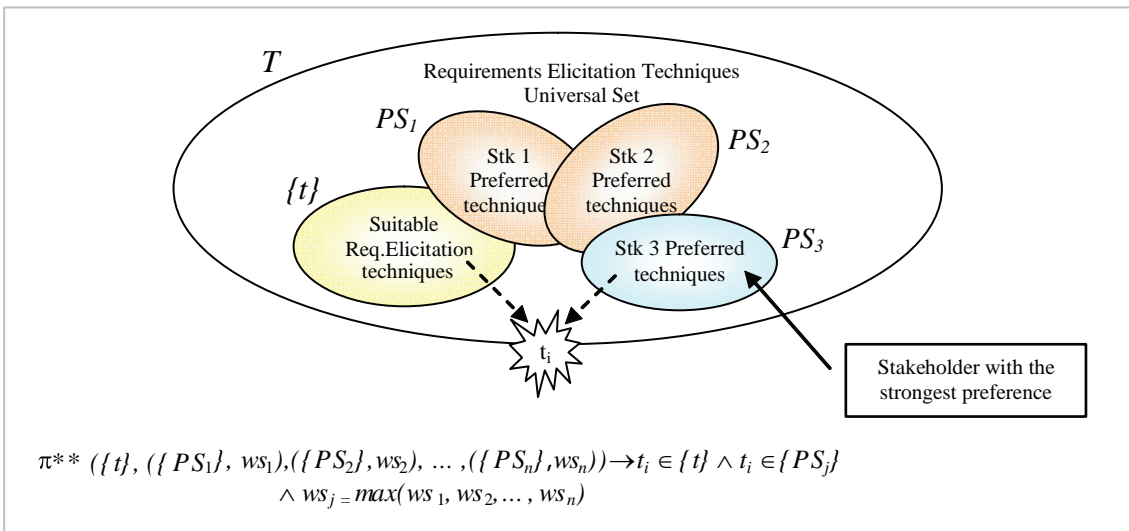 T
Requirements Elicitation Techniques
Universal Set
PS₁
PS₂
Stk 1
Preferred
technique
Stk 2
Preferred
techniques
{t}
Suitable
Req.Elicitation
techniques
PS₃
Stk 3 Preferred
techniques
tᵢ
Stakeholder with the
strongest preference
π** ({t}, ({PS₁}, ws₁),({PS₂},ws₂), ... ,({PSₙ},wsₙ))→tᵢ ∈ {t} ∧ tᵢ ∈{PSⱼ}
∧ wsⱼ = max(ws₁, ws₂,... , wsₙ)